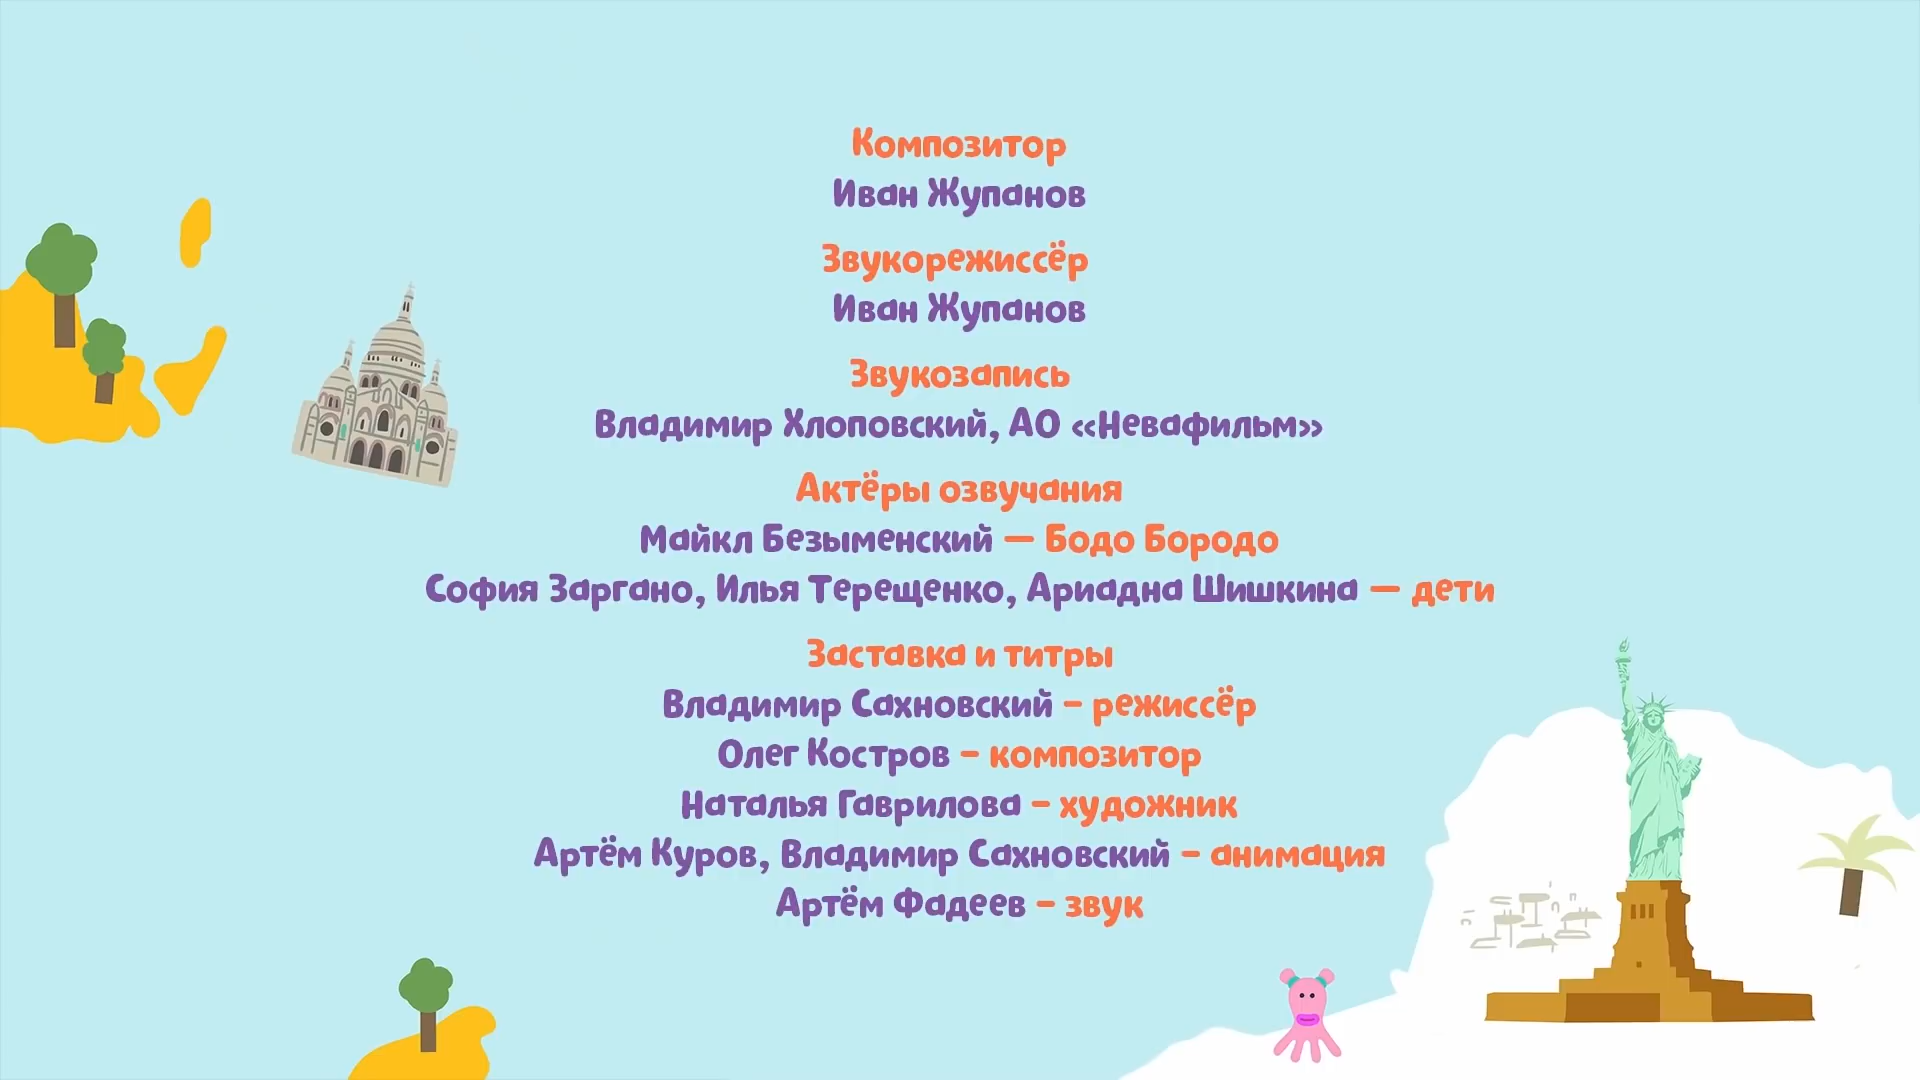 Композитор
Иван Жупанов
Звукорежиссёр
Иван Жупанов
Звукозапись
Владимир Хлоповский, АО «Невафильм»
Актёры озвучания
Майкл Безыменский — Бодо Бородо
София Заргано, Илья Терещенко, Ариадна Шишкина — дети
Заставка и титры
Владимир Сахновский – режиссёр
Олег Костров – композитор
Наталья Гаврилова – художник
Артём Куров, Владимир Сахновский – анимация
Артём Фадеев – звук